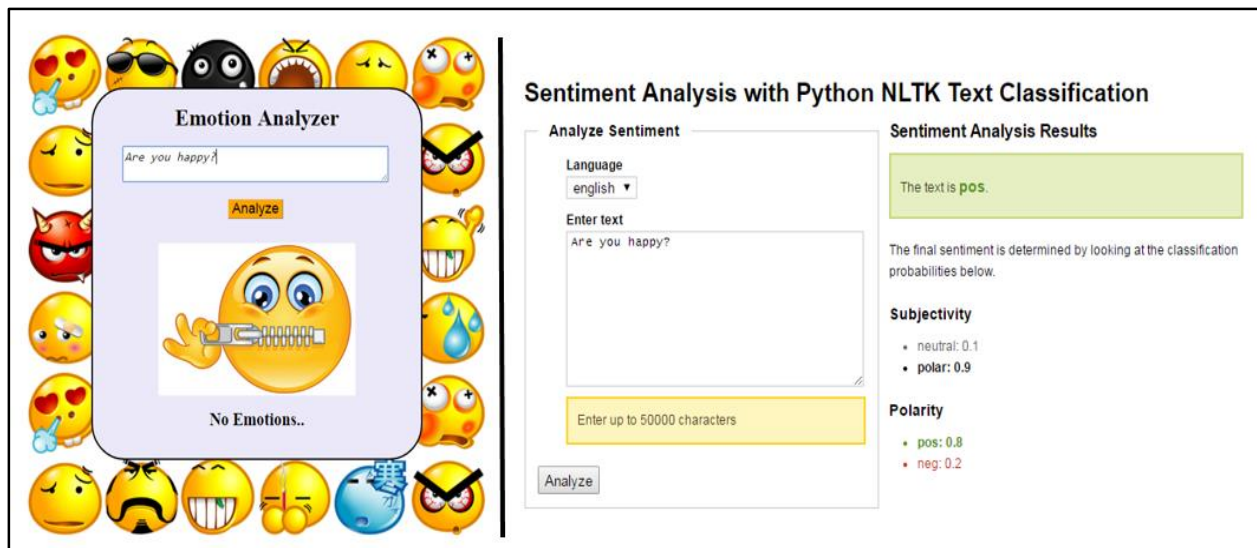 Emotion Analyzer
Are you happy?
Analyze
No Emotions..
寒
Sentiment Analysis with Python NLTK Text Classification
Analyze Sentiment
Language
english ▼
Enter text
Are you happy?
Enter up to 50000 characters
Analyze
Sentiment Analysis Results
The text is pos.
The final sentiment is determined by looking at the classification
probabilities below.
Subjectivity
• neutral: 0.1
• polar: 0.9
Polarity
• pos: 0.8
• neg: 0.2